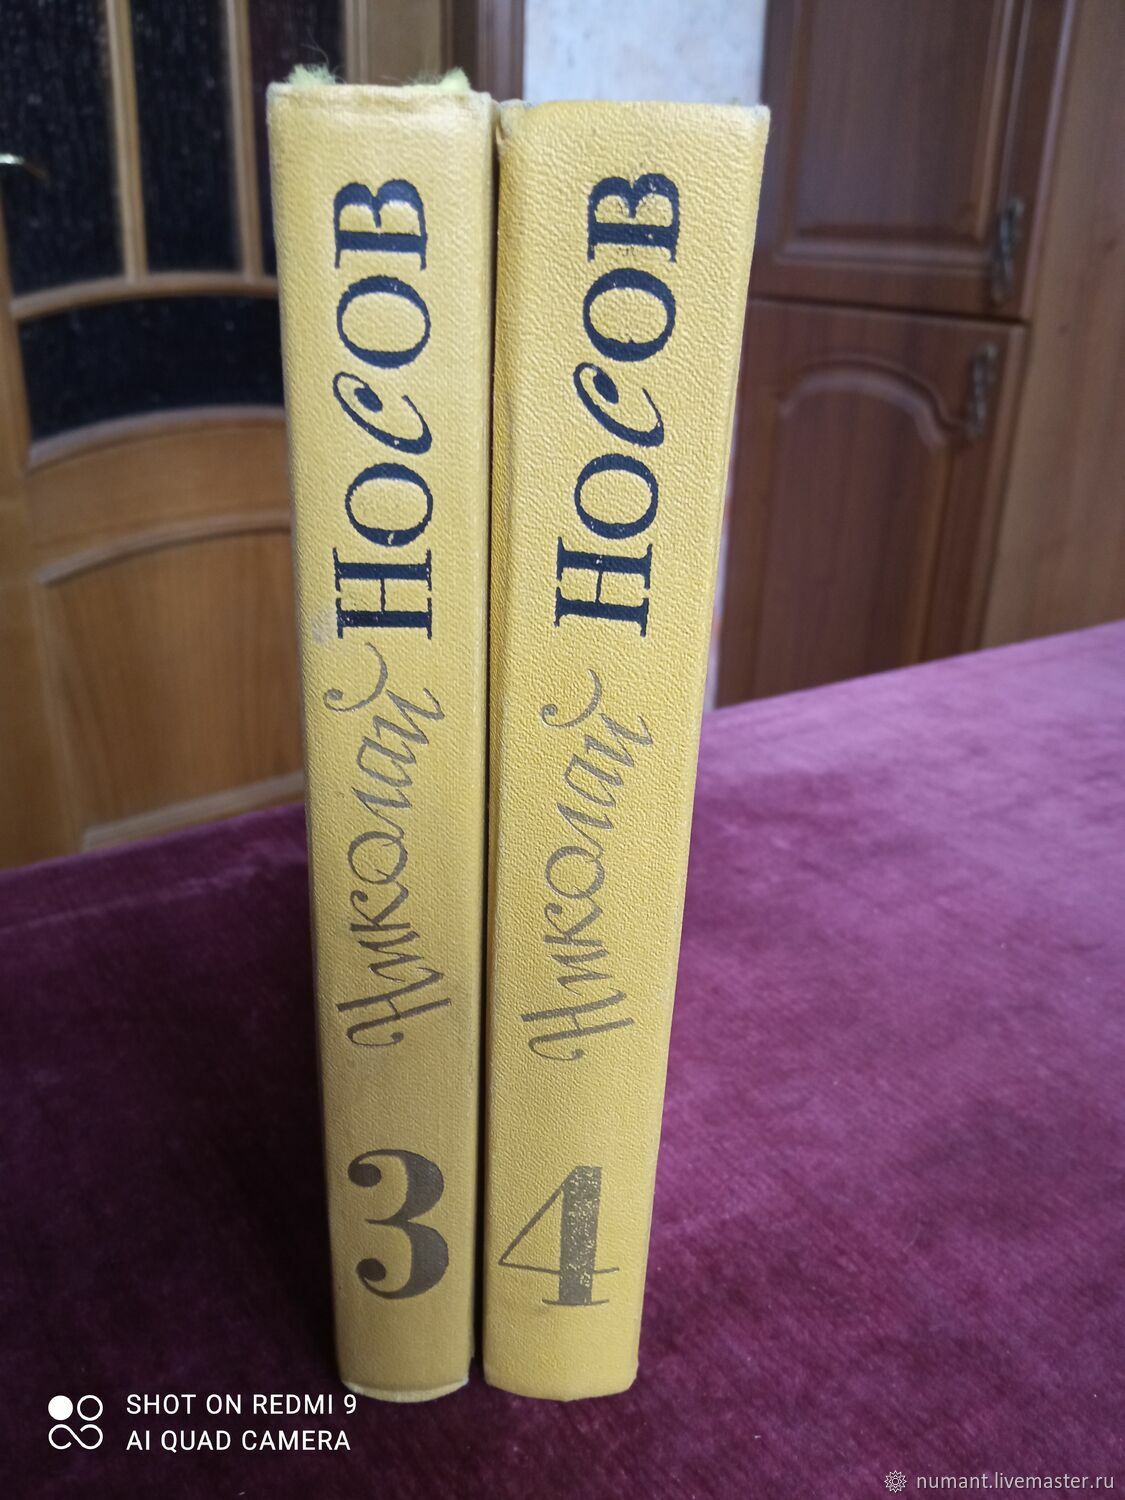 Николай НОСОВ
3
Николай НОСОВ
4
SHOT ON REDMI 9
AI QUAD CAMERA
numant.livemaster.ru